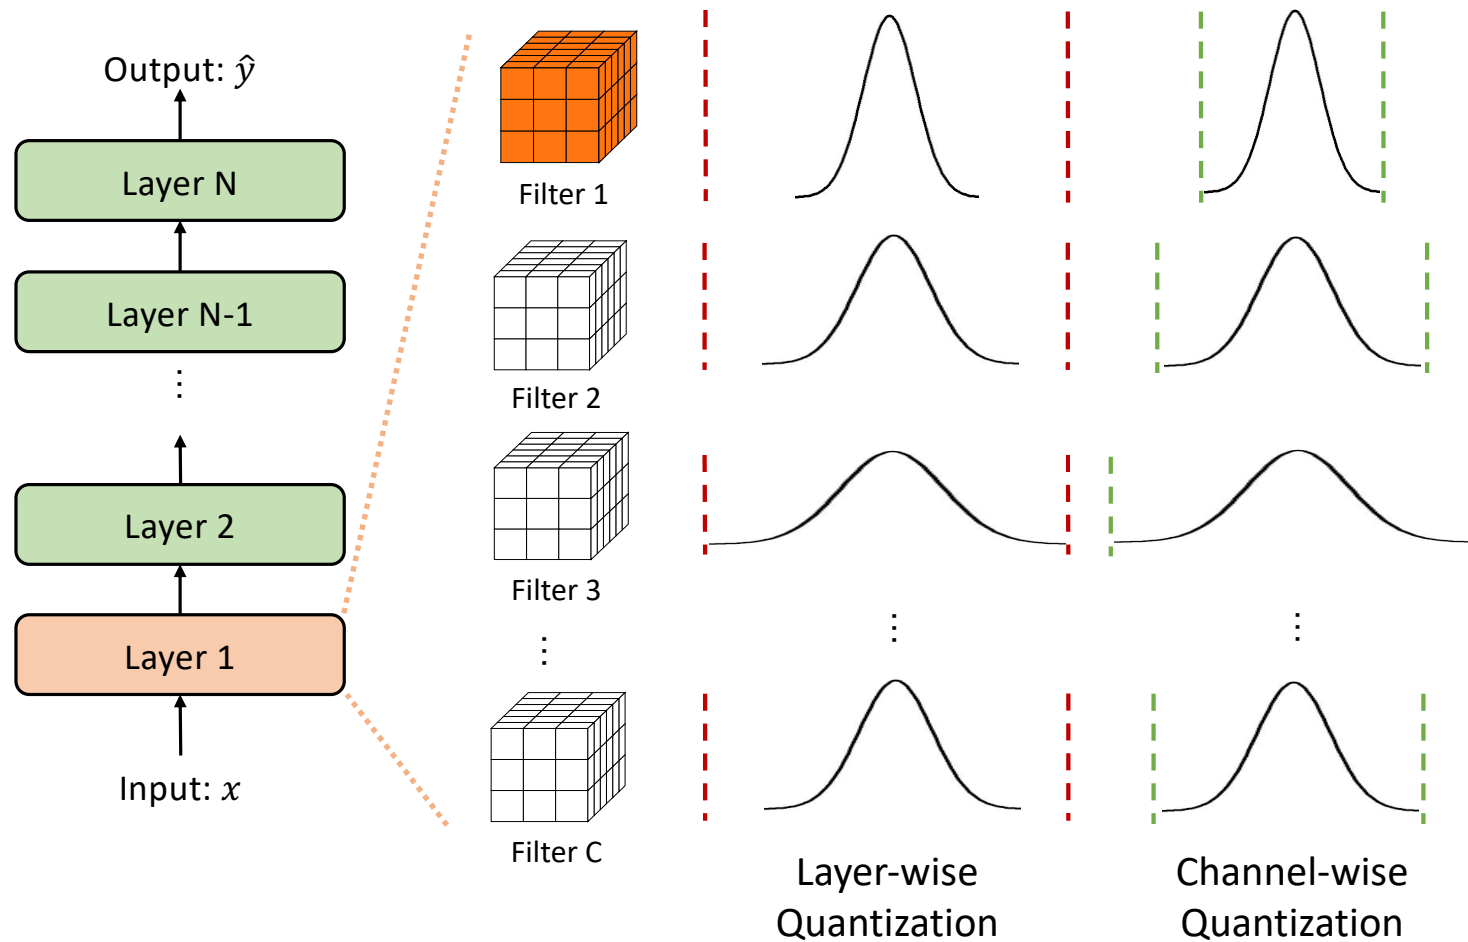 Output: ŷ
Layer N
Layer N-1
⋮
Layer 2
Layer 1
Input: x
Filter 1
Filter 2
Filter 3
⋮
Filter C
⋮
⋮
Layer-wise
Quantization
Channel-wise
Quantization